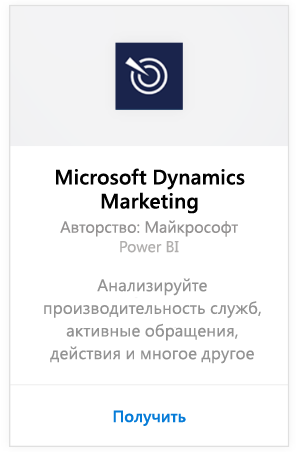 Microsoft Dynamics
Marketing
Авторство: Майкрософт
Power BI
Анализируйте
производительность служб,
активные обращения,
действия и многое другое
Получить